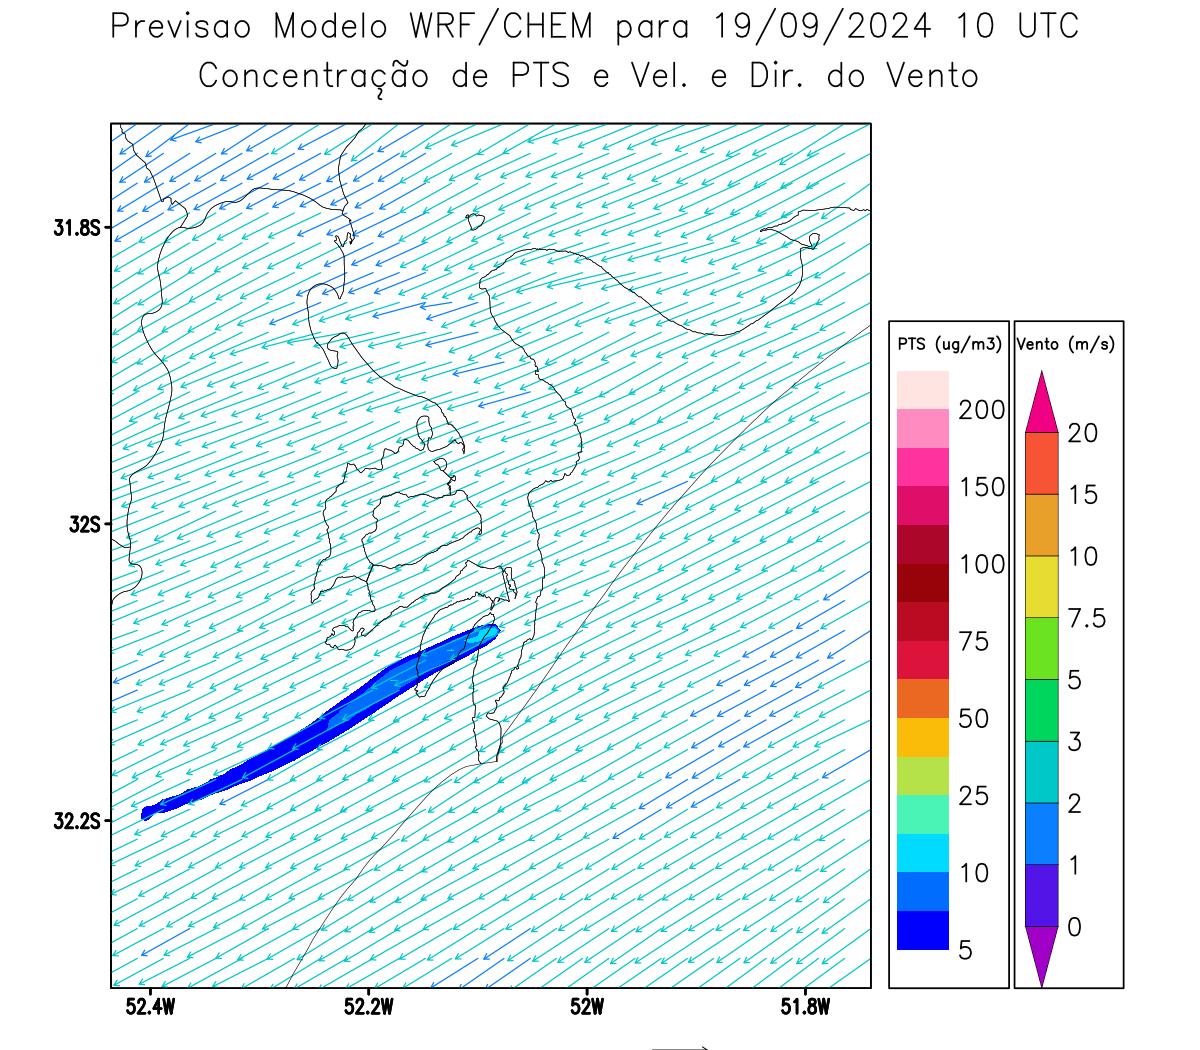 Previsao Modelo WRF/CHEM para 19/09/2024 10 UTC
Concentração de PTS e Vel. e Dir. do Vento
31.8S
32S
32.2S
52.4W 52.2W 52W 51.8W
PTS (ug/m3)
200
150
100
75
50
25
10
5
Vento (m/s)
20
15
10
7.5
5
3
2
1
0